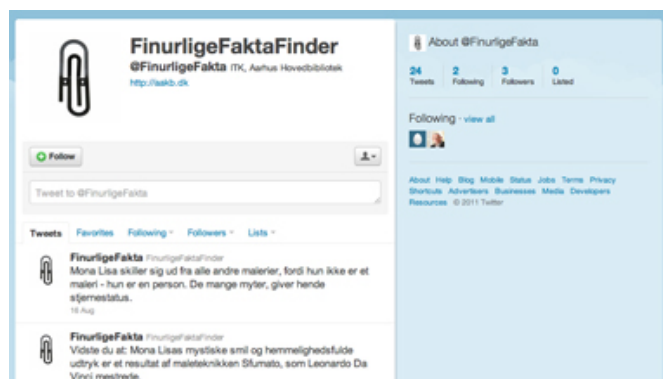 FinurligeFaktaFinder
@FinurligeFakta ITK, Aarhus Hovedbibliotek
http://aakb.dk
Follow
Tweet to @FinurligeFakta
Tweets Favorites Following Followers Lists
FinurligeFakta FinurligeFaktaFinder
Mona Lisa skiller sig ud fra alle andre malerier, fordi hun ikke er et
maleri - hun er en person. De mange myter, giver hende
stjernestatus.
16 Aug
FinurligeFakta FinurligeFaktaFinder
Vidste du at: Mona Lisas mystiske smil og hemmelighedsfulde
udtryk er et resultat af maleteknikken Sfumato, som Leonardo Da
Vinci mestrede.
About @FinurligeFakta
24 2 3 0
Tweets Following Followers Listed
Following · view all
About Help Blog Mobile Status Jobs Terms Privacy
Shortcuts Advertisers Businesses Media Developers
Resources © 2011 Twitter